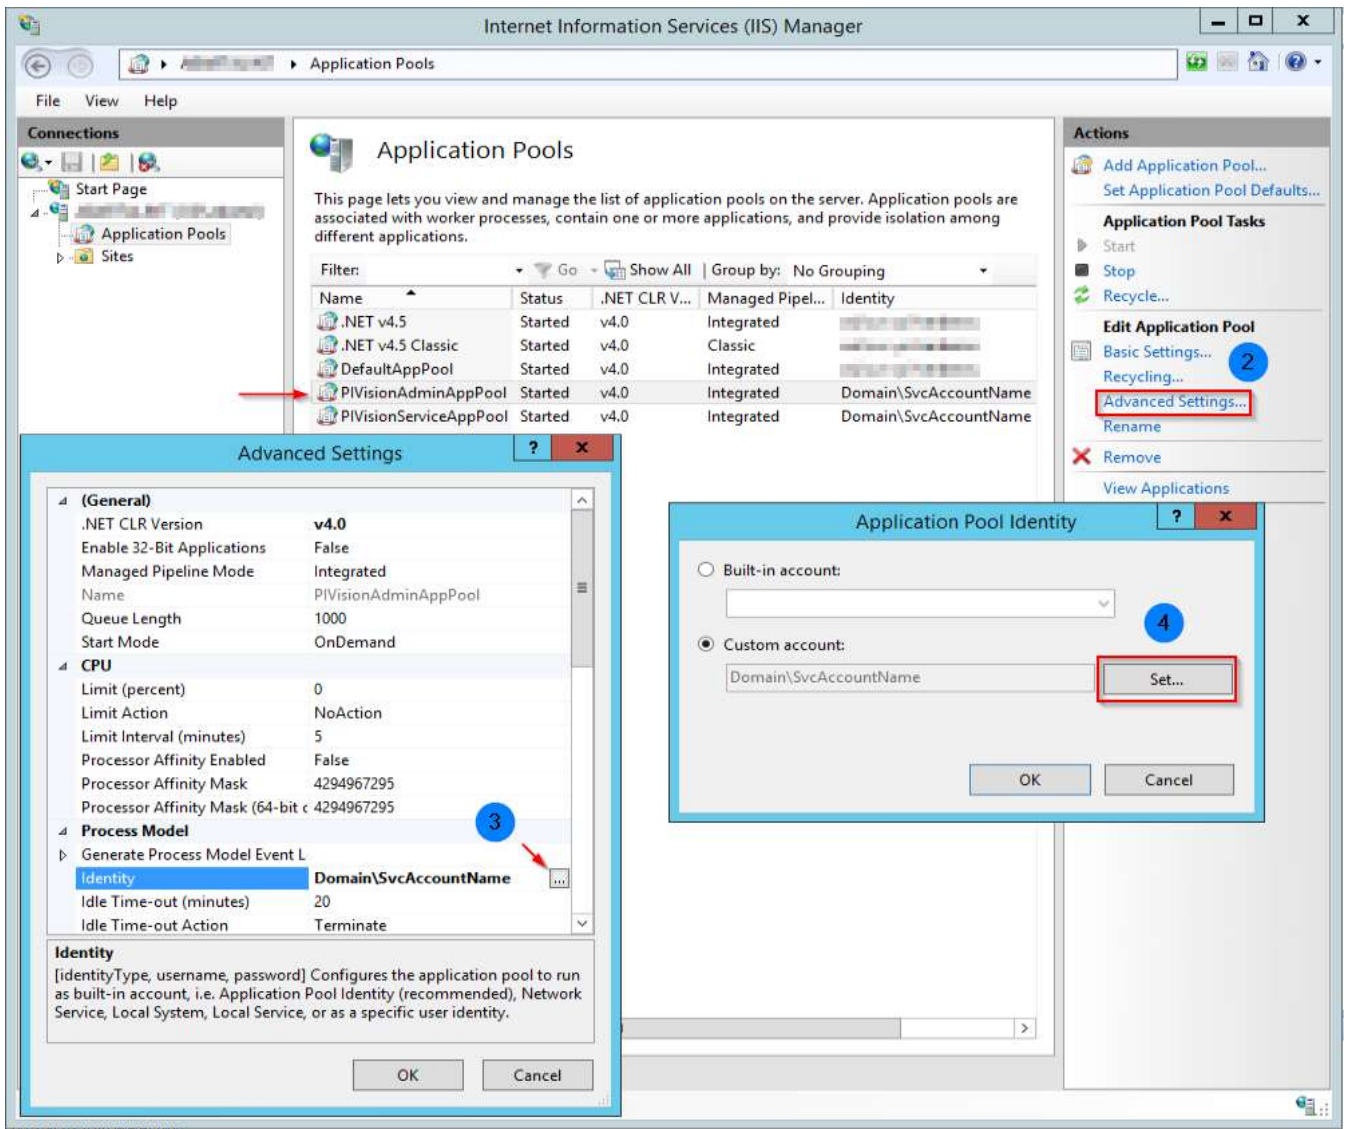 Internet Information Services (IIS) Manager
Application Pools
File View Help
Connections
Start Page
Application Pools
Sites
Application Pools
This page lets you view and manage the list of application pools on the server. Application pools are
associated with worker processes, contain one or more applications, and provide isolation among
different applications.
Filter: Go Show All Group by: No Grouping
Name Status .NET CLR V... Managed Pipel... Identity
.NET v4.5 Started v4.0 Integrated
.NET v4.5 Classic Started v4.0 Classic
DefaultAppPool Started v4.0 Integrated
PIVisionAdminAppPool Started v4.0 Integrated Domain\SvcAccountName
PIVisionServiceAppPool Started v4.0 Integrated Domain\SvcAccountName
Actions
Add Application Pool...
Set Application Pool Defaults...
Application Pool Tasks
Start
Stop
Recycle...
Edit Application Pool
Basic Settings...
2
Recycling...
Advanced Settings...
Rename
Remove
View Applications
Advanced Settings
? x
(General)
.NET CLR Version v4.0
Enable 32-Bit Applications False
Managed Pipeline Mode Integrated
Name PIVisionAdminAppPool
Queue Length 1000
Start Mode OnDemand
CPU
Limit (percent) 0
Limit Action NoAction
Limit Interval (minutes) 5
Processor Affinity Enabled False
Processor Affinity Mask 4294967295
Processor Affinity Mask (64-bit c 4294967295
3
Process Model
Generate Process Model Event L
Identity Domain\SvcAccountName ...
Idle Time-out (minutes) 20
Idle Time-out Action Terminate
Identity
[identityType, username, password] Configures the application pool to run
as built-in account, i.e. Application Pool Identity (recommended), Network
Service, Local System, Local Service, or as a specific user identity.
OK Cancel
Application Pool Identity
? x
Built-in account:
4
Custom account:
Domain\SvcAccountName Set...
OK Cancel